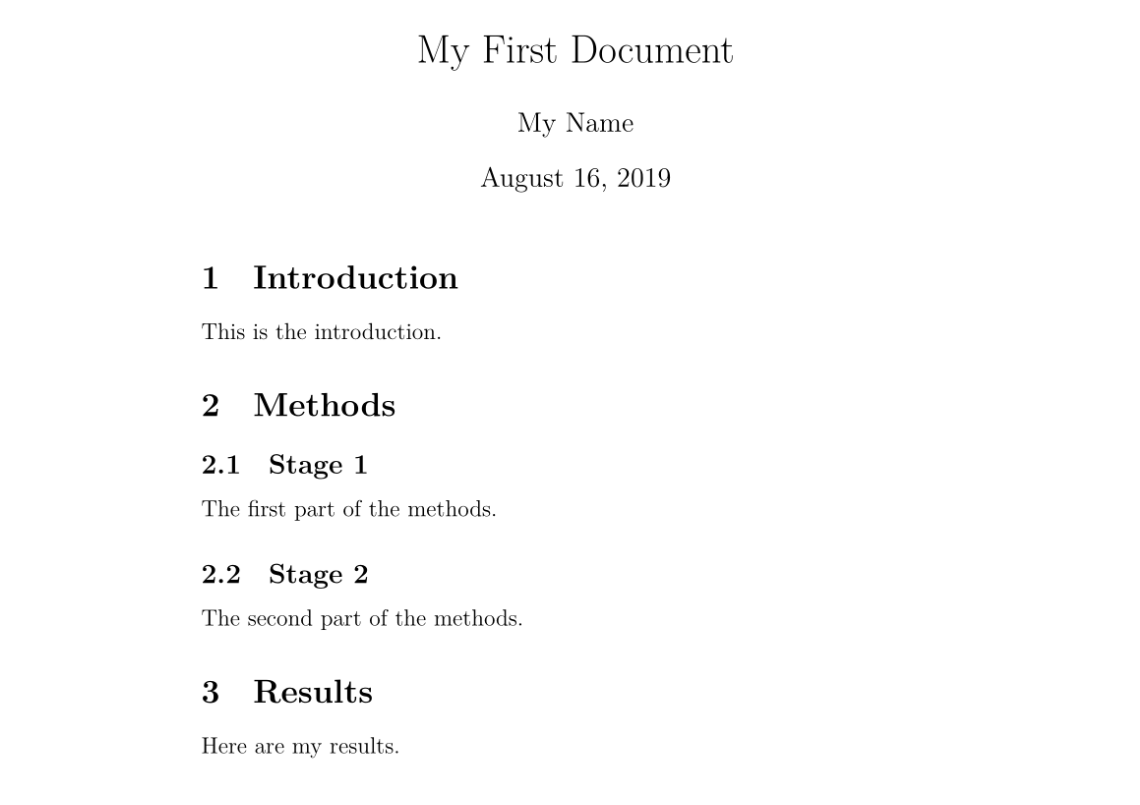 My First Document
My Name
August 16, 2019
1 Introduction
This is the introduction.
2 Methods
2.1 Stage 1
The first part of the methods.
2.2 Stage 2
The second part of the methods.
3 Results
Here are my results.